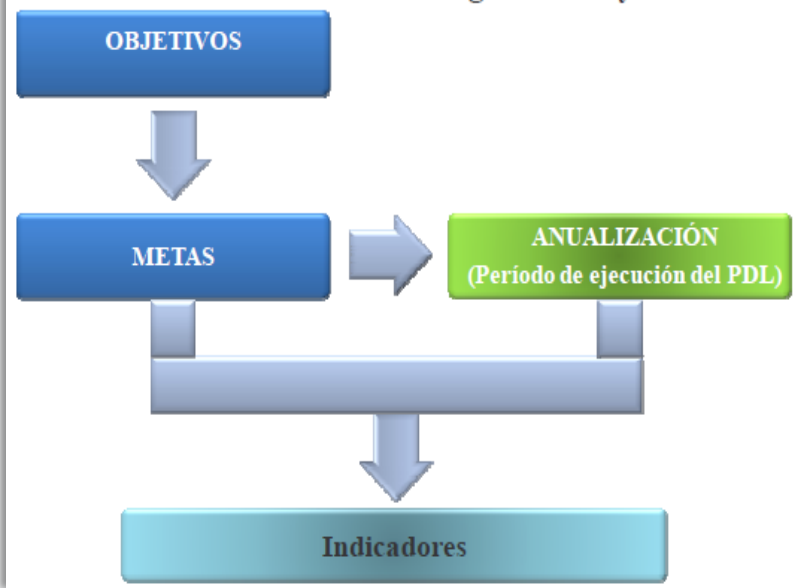 OBJETIVOS
METAS
ANUALIZACIÓN
(Período de ejecución del PDL)
Indicadores